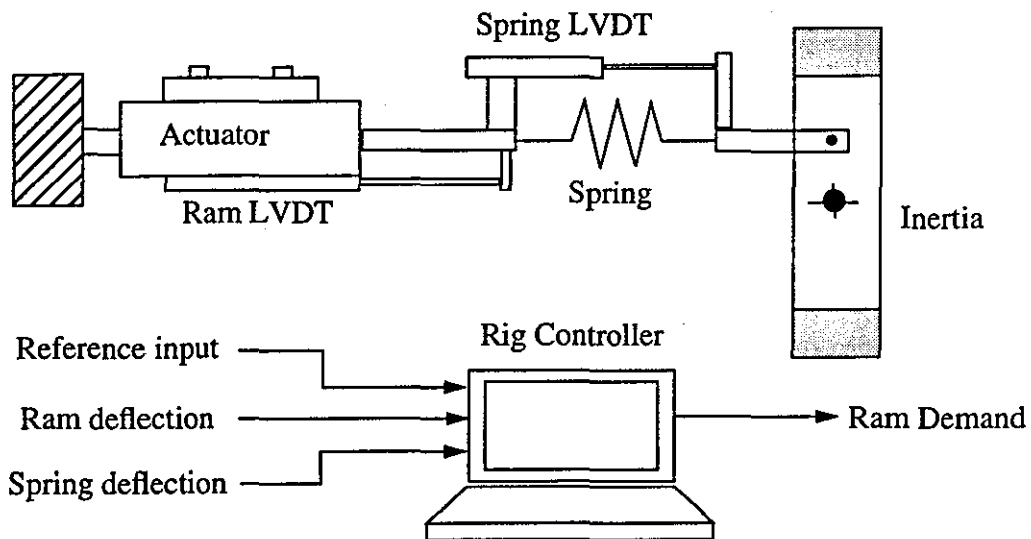 Spring LVDT
Actuator
Ram LVDT
Spring
Inertia
Rig Controller
Reference input
Ram deflection
Spring deflection
Ram Demand